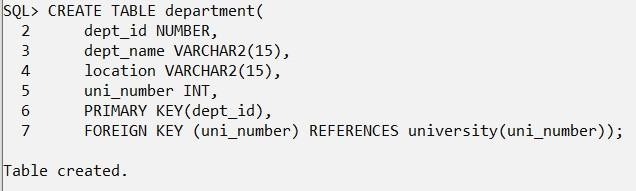 SQL> CREATE TABLE department(
  2      dept_id NUMBER,
  3      dept_name VARCHAR2(15),
  4      location VARCHAR2(15),
  5      uni_number INT,
  6      PRIMARY KEY(dept_id),
  7      FOREIGN KEY (uni_number) REFERENCES university(uni_number));
Table created.